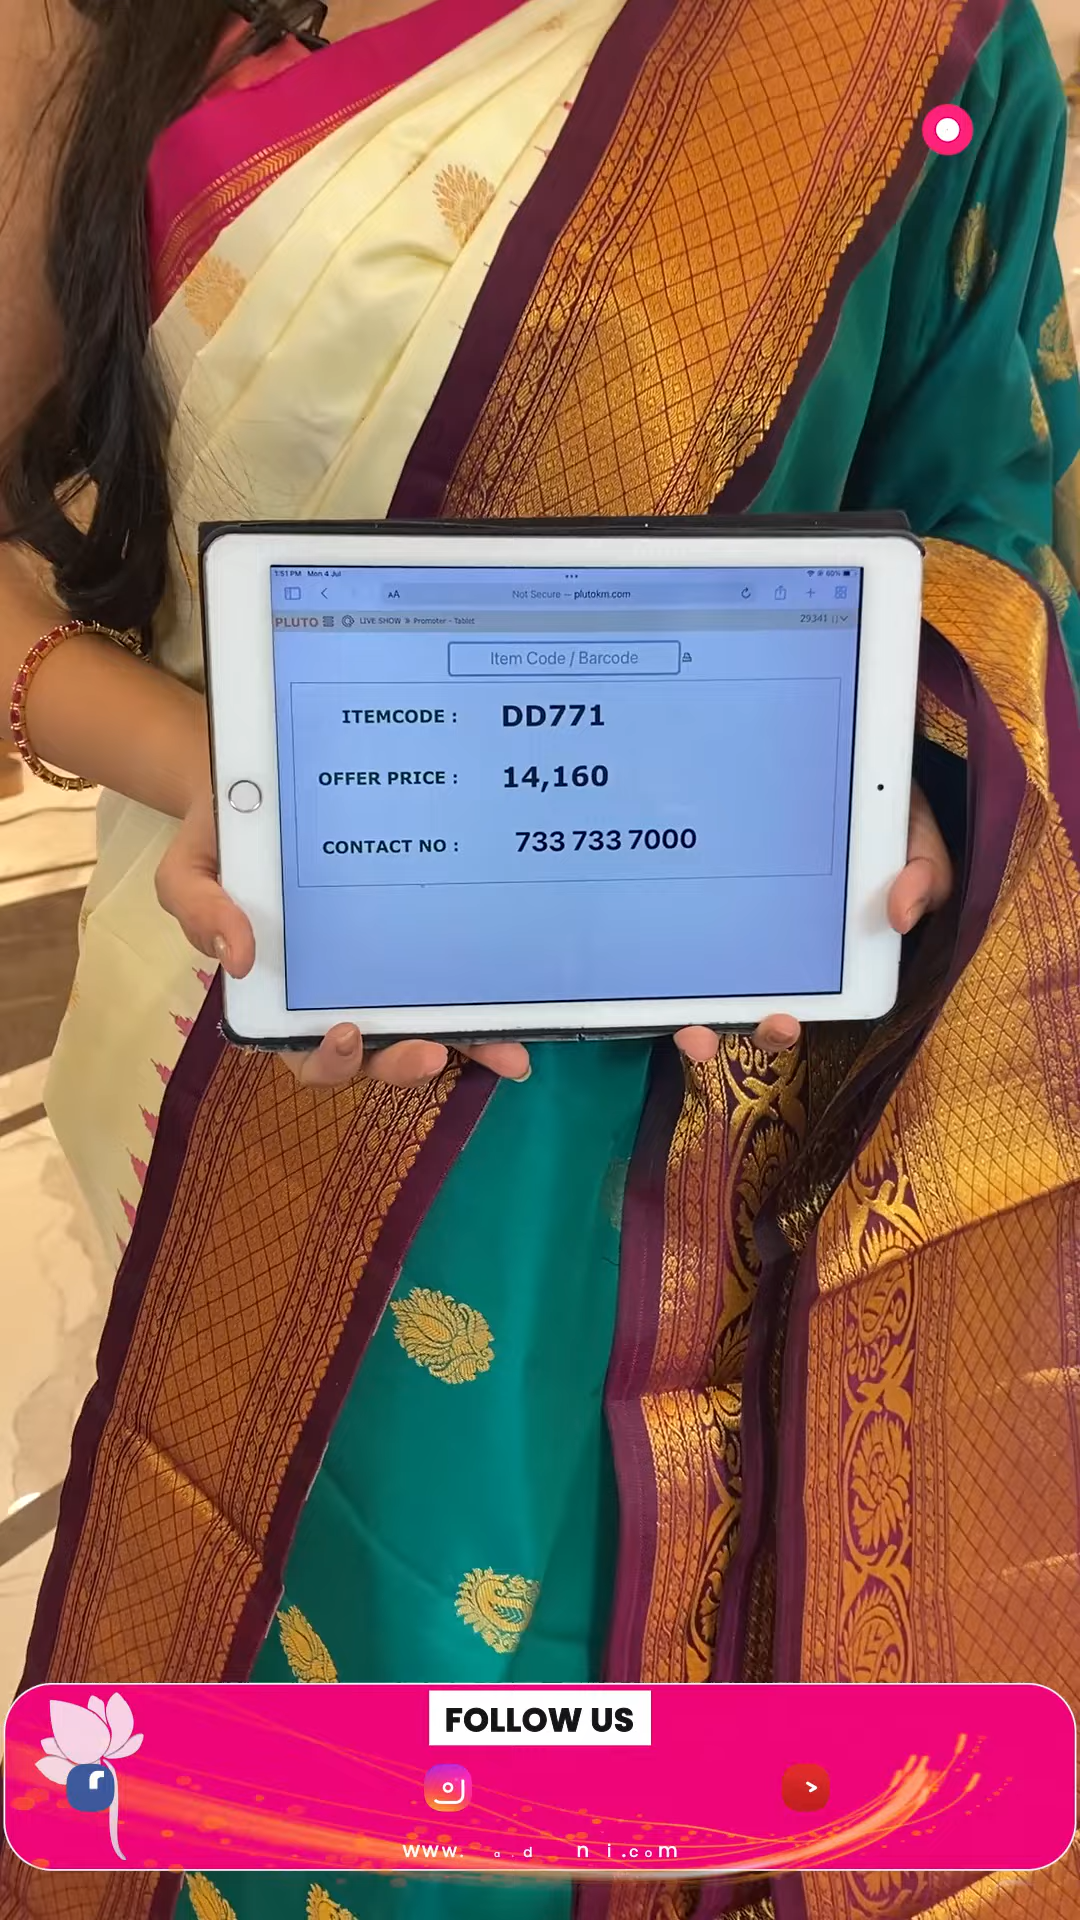 1:51 PM Mon 4 Jul
60%
AA
Not Secure — plutokm.com
PLUTO
LIVE SHOW » Promoter - Tablet
29341
Item Code / Barcode
ITEMCODE : DD771
OFFER PRICE : 14,160
CONTACT NO : 733 733 7000
FOLLOW US